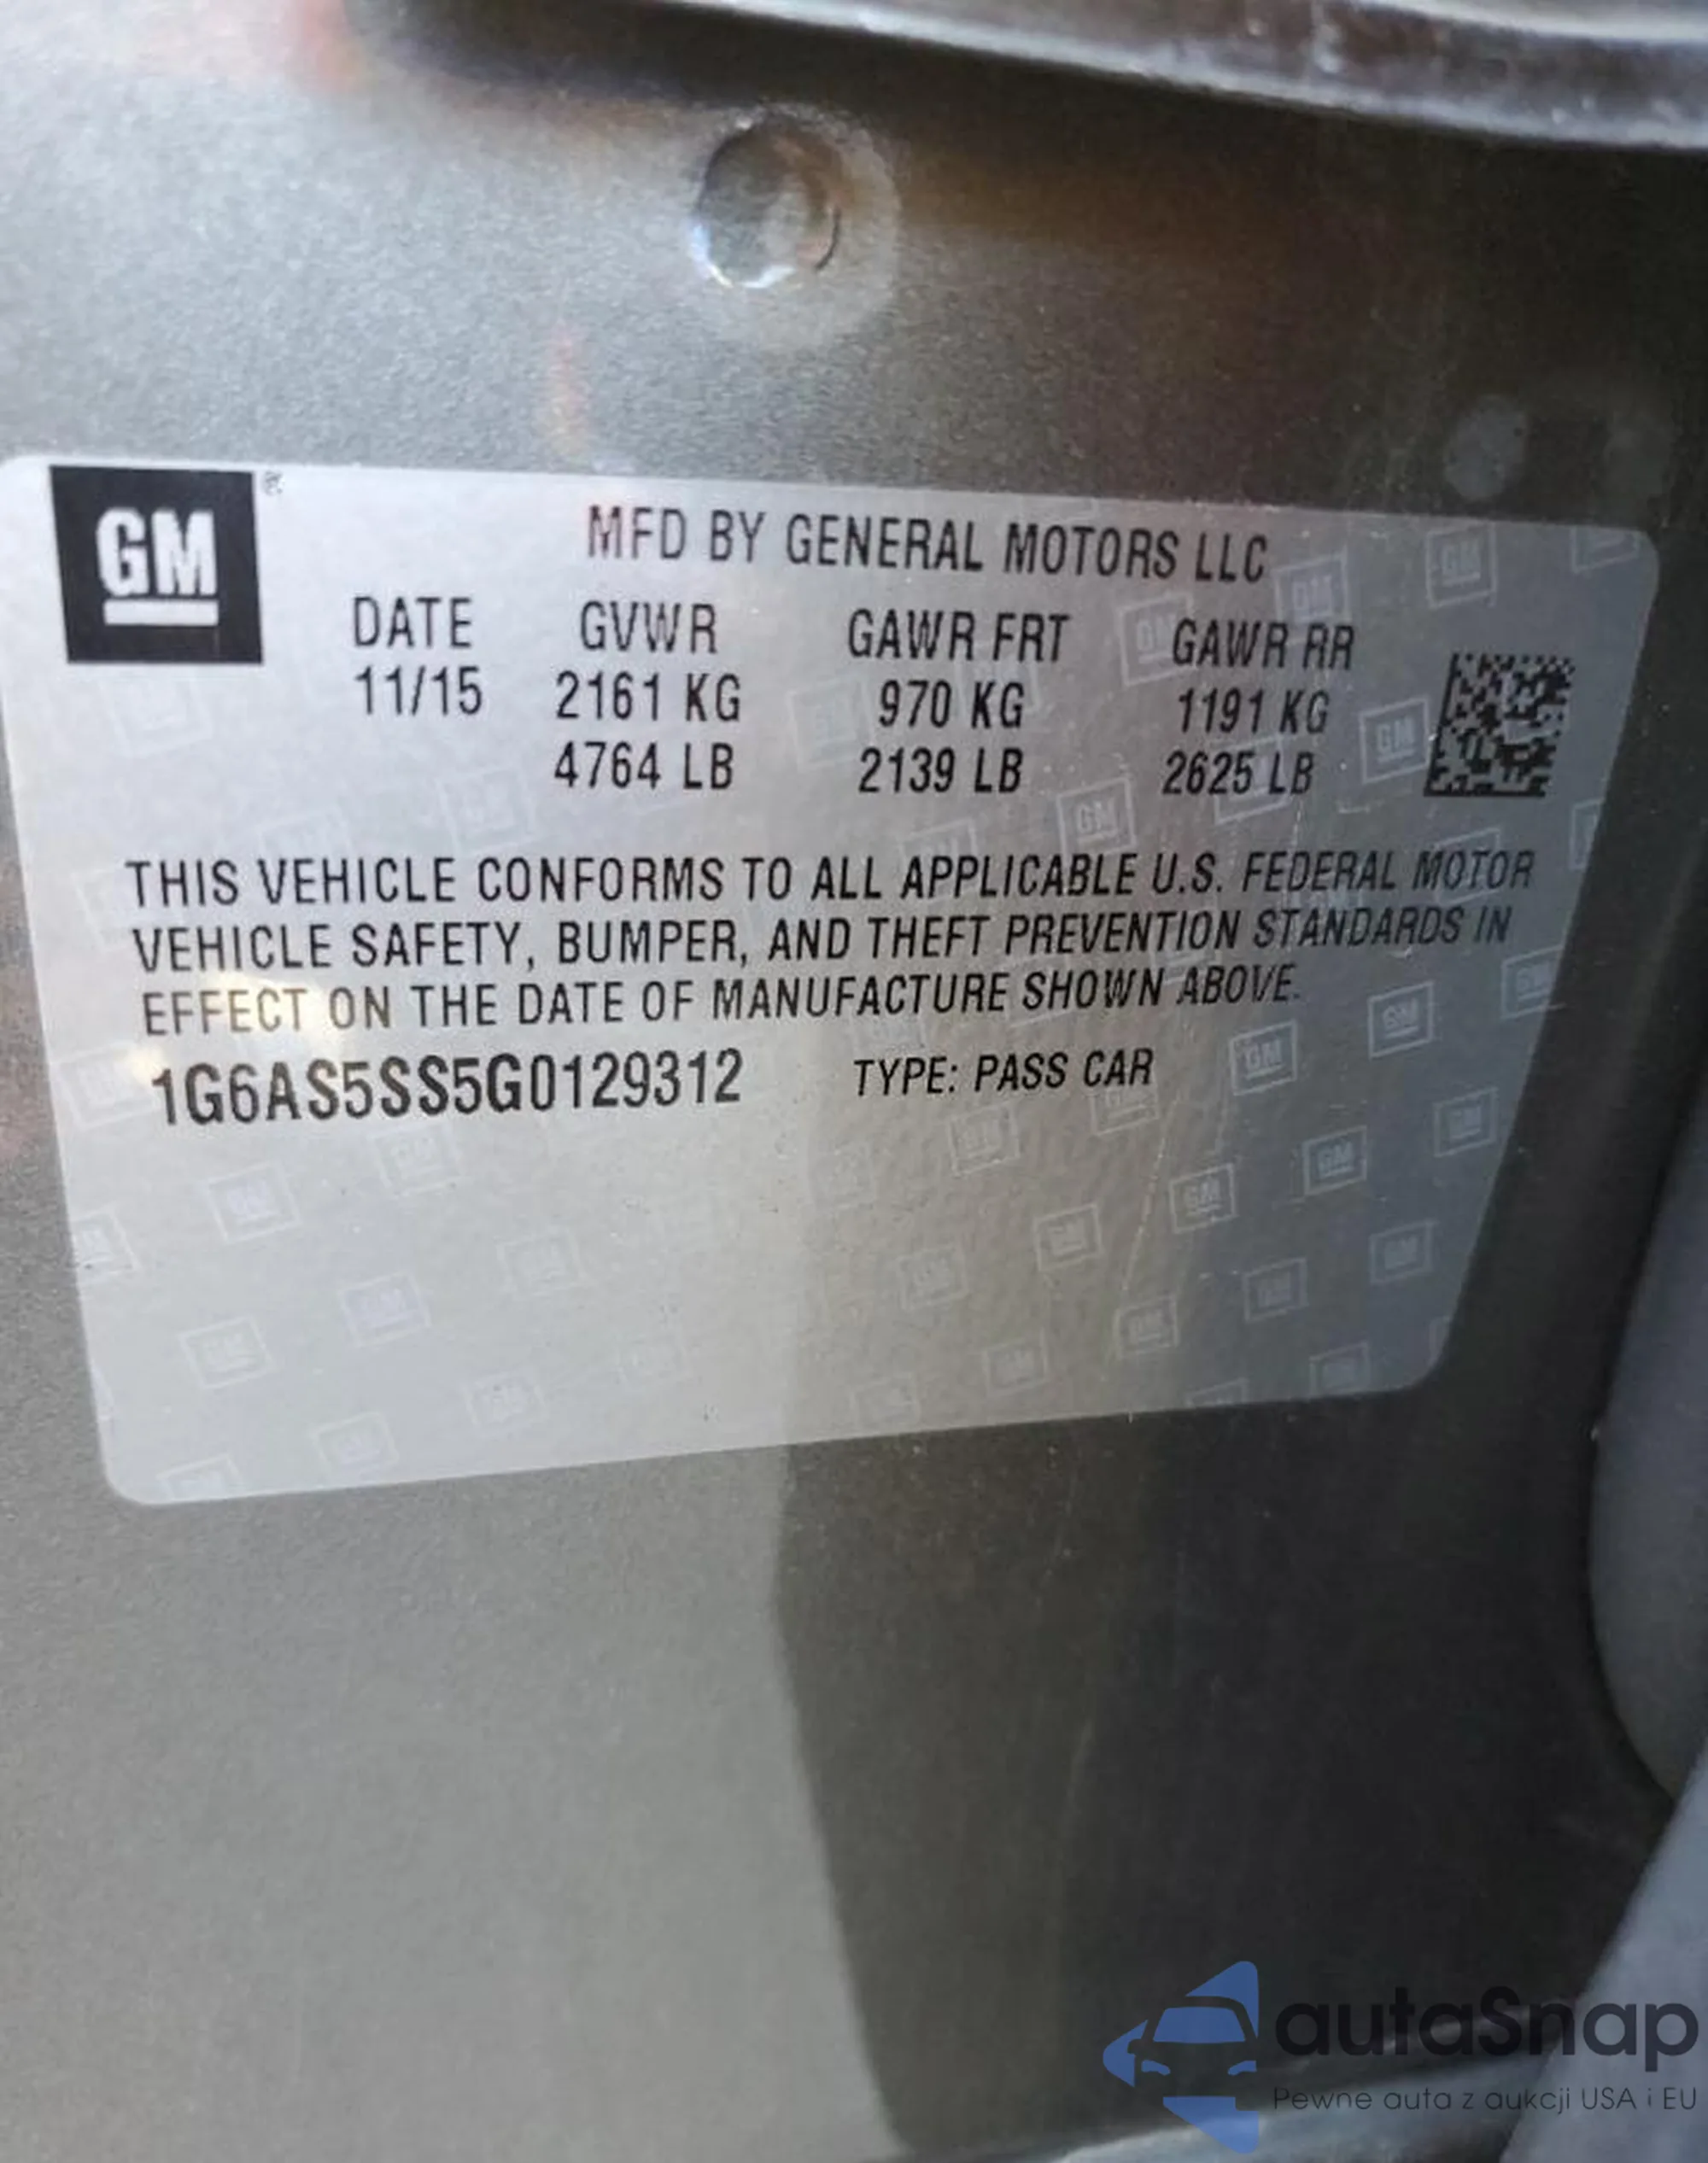 GM
MFD BY GENERAL MOTORS LLC
DATE GVWR GAWR FRT GAWR RR
11/15 2161 KG 970 KG 1191 KG
4764 LB 2139 LB 2625 LB
THIS VEHICLE CONFORMS TO ALL APPLICABLE U.S. FEDERAL MOTOR
VEHICLE SAFETY, BUMPER, AND THEFT PREVENTION STANDARDS IN
EFFECT ON THE DATE OF MANUFACTURE SHOWN ABOVE.
1G6AS5SS5G0129312 TYPE: PASS CAR
autaSnap
Pewne auta z aukcji USA i EU